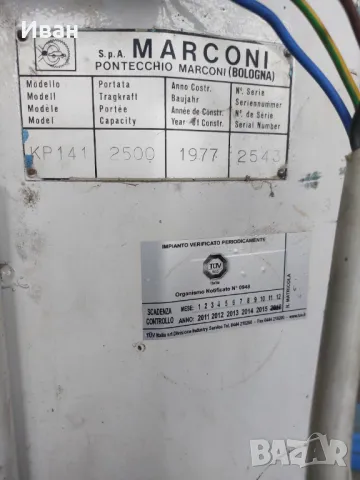 Иван
S.p.A. MARCONI
PONTECCHIO MARCONI (BOLOGNA)
Modello Portata Anno Costr. N°. Serie
Modell Tragkraft Baujahr Seriennummer
Modèle Portée Année de Constr. N° de Série
Model Capacity Year of Constr. Serial Number
KP141 2500 1977 2543
IMPIANTO VERIFICATO PERIODICAMENTE
TÜV
Italia
Organismo Notificato N° 0948
SCADENZA MESE: 1 2 3 4 5 6 7 8 9 10 11 12
CONTROLLO ANNO: 2011 2012 2013 2014 2015
N. MATRICOLA
bazar.bg